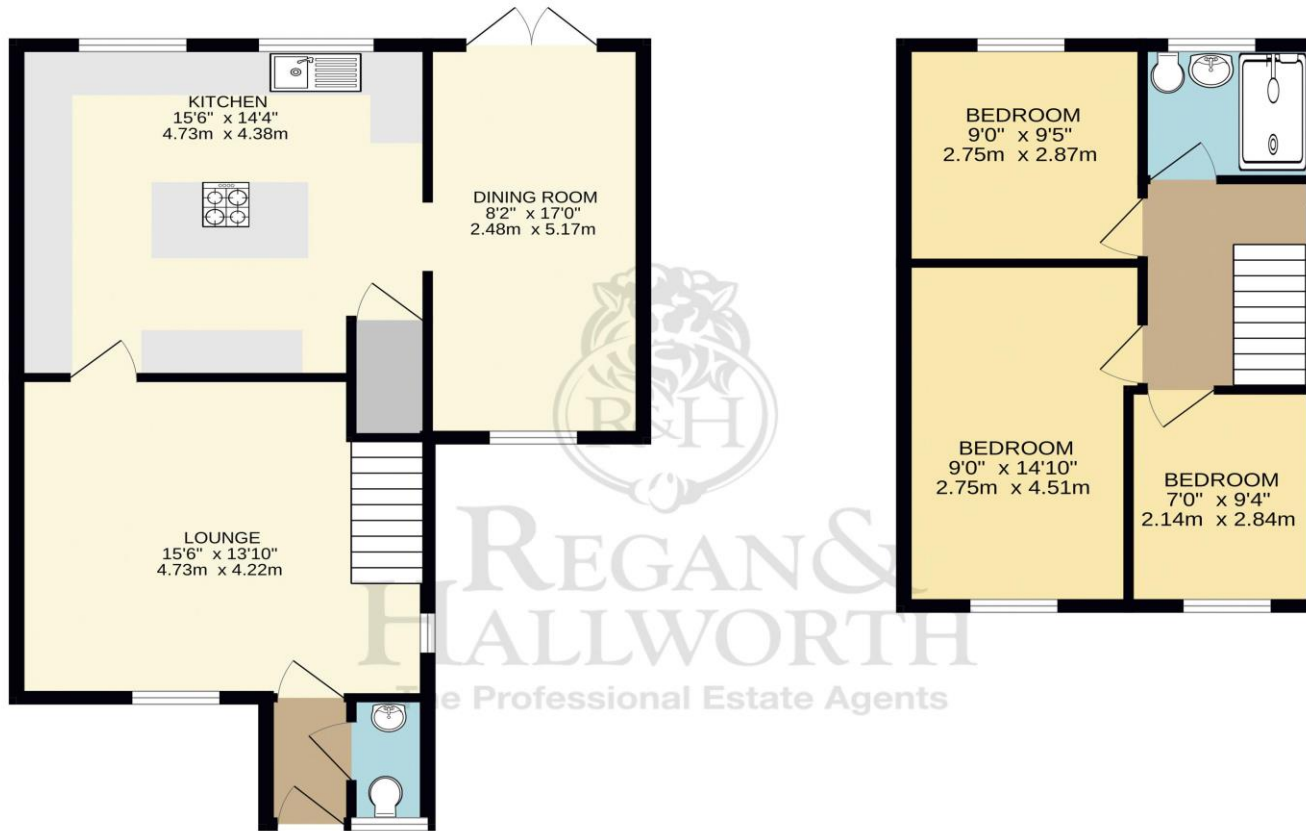 KITCHEN
15'6" x 14'4"
4.73m x 4.38m
DINING ROOM
8'2" x 17'0"
2.48m x 5.17m
LOUNGE
15'6" x 13'10"
4.73m x 4.22m
BEDROOM
9'0" x 9'5"
2.75m x 2.87m
BEDROOM
9'0" x 14'10"
2.75m x 4.51m
BEDROOM
7'0" x 9'4"
2.14m x 2.84m
R&H
REGAN &
HALLWORTH
The Professional Estate Agents